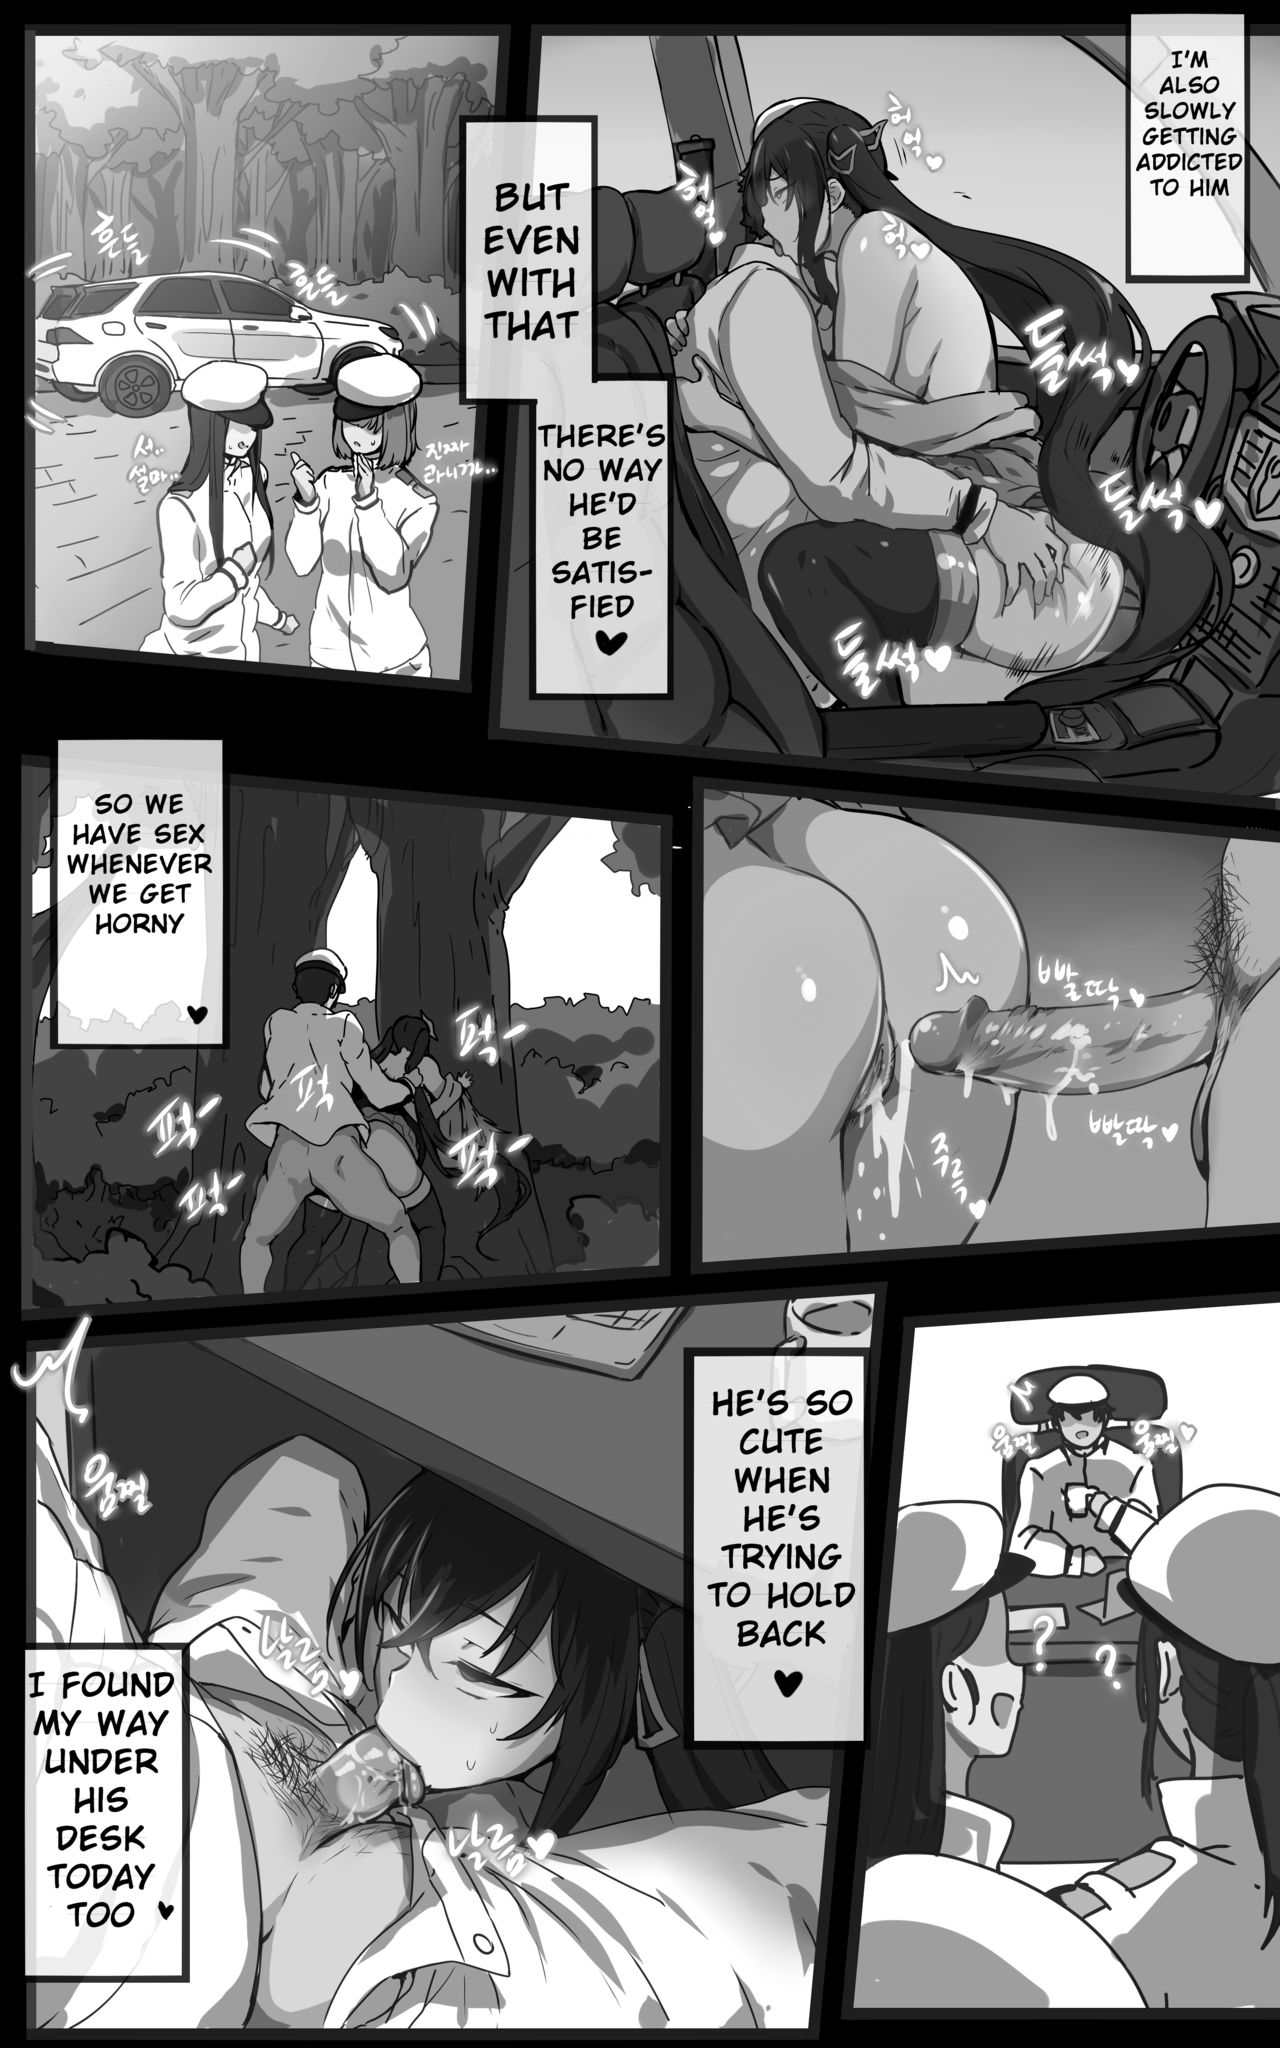 I'M
ALSO
SLOWLY
GETTING
ADDICTED
TO HIM
헉
헉
헉
흔들
흔들
서..
설마..
진짜
라니까..
BUT
EVEN
WITH
THAT
들썩
들썩
들썩
THERE'S
NO WAY
HE'D
BE
SATIS-
FIED
SO WE
HAVE SEX
WHENEVER
WE GET
HORNY
퍽-
퍽
퍽-
퍽-
퍽-
빨딱
빨딱
주륵
HE'S SO
CUTE
WHEN
HE'S
TRYING
TO HOLD
BACK
움찔
움찔
움찔
?
?
날름
날름
I FOUND
MY WAY
UNDER
HIS
DESK
TODAY
TOO